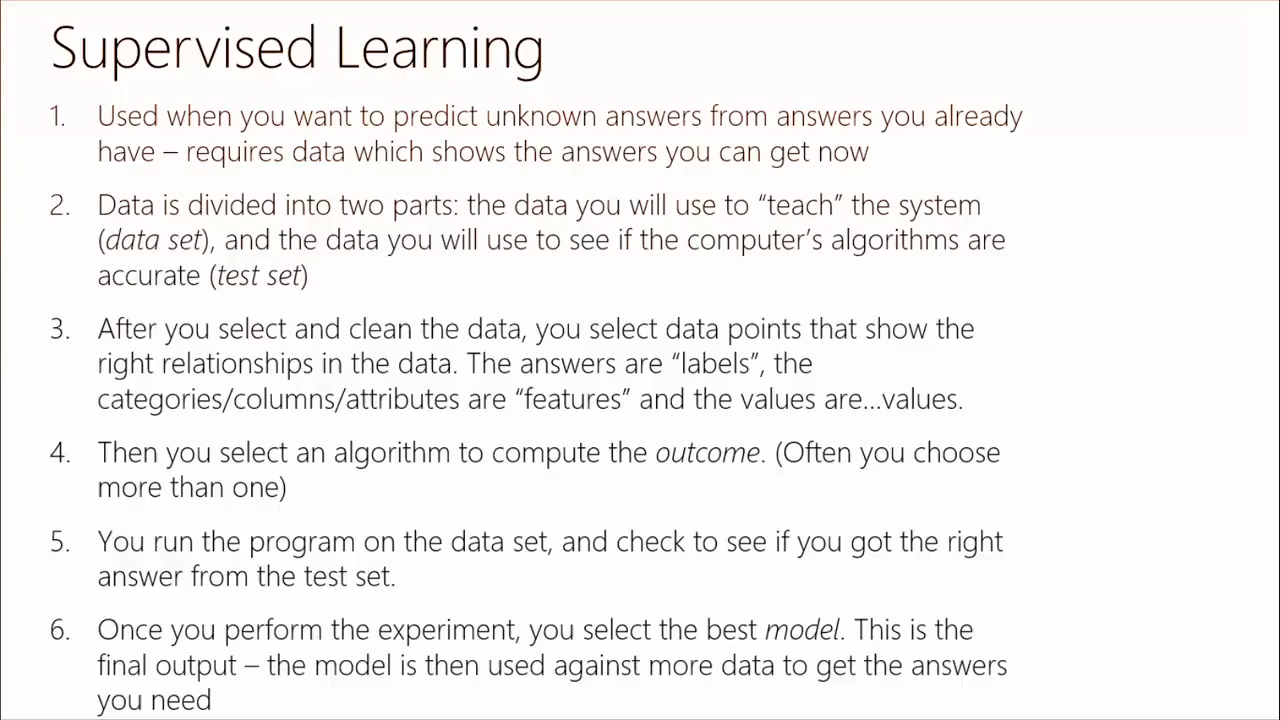 Supervised Learning
1. Used when you want to predict unknown answers from answers you already
have – requires data which shows the answers you can get now
2. Data is divided into two parts: the data you will use to “teach” the system
(data set), and the data you will use to see if the computer’s algorithms are
accurate (test set)
3. After you select and clean the data, you select data points that show the
right relationships in the data. The answers are “labels”, the
categories/columns/attributes are “features” and the values are...values.
4. Then you select an algorithm to compute the outcome. (Often you choose
more than one)
5. You run the program on the data set, and check to see if you got the right
answer from the test set.
6. Once you perform the experiment, you select the best model. This is the
final output – the model is then used against more data to get the answers
you need